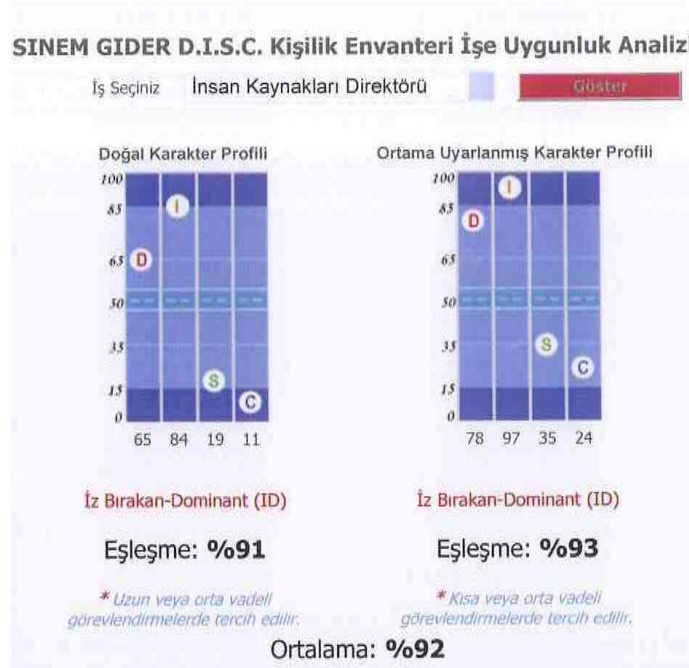 SINEM GIDER D.I.S.C. Kişilik Envanteri İşe Uygunluk Analiz
İş Seçiniz İnsan Kaynakları Direktörü Göster
Doğal Karakter Profili
100
85
65
50
35
15
0
D
I
S
C
65 84 19 11
İz Bırakan-Dominant (ID)
Eşleşme: %91
* Uzun veya orta vadeli
görevlendirmelerde tercih edilir.
Ortama Uyarlanmış Karakter Profili
100
85
65
50
35
15
0
D
I
S
C
78 97 35 24
İz Bırakan-Dominant (ID)
Eşleşme: %93
* Kısa veya orta vadeli
görevlendirmelerde tercih edilir.
Ortalama: %92